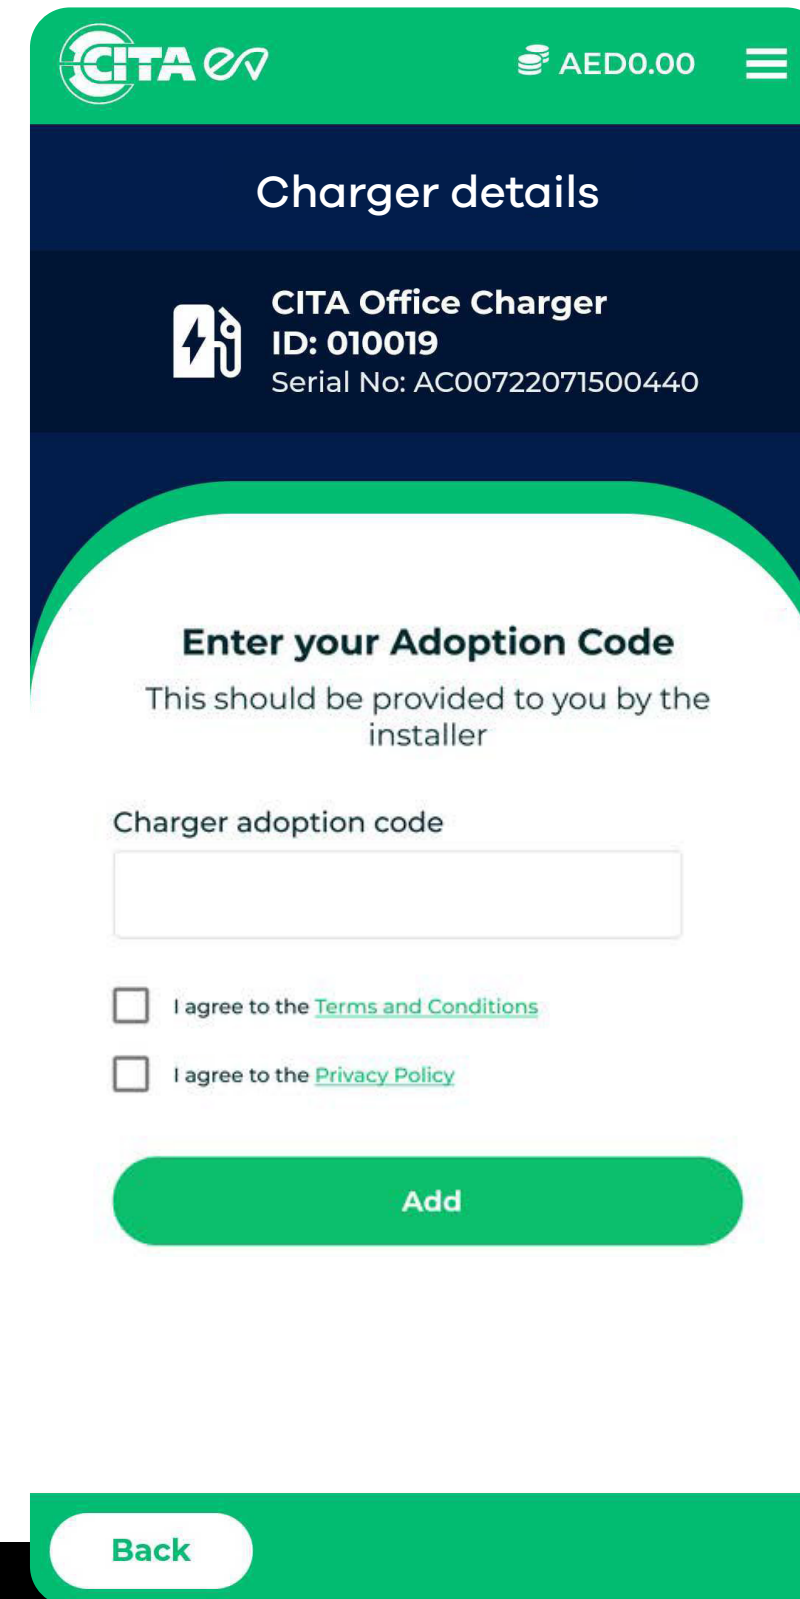 CITA ev
AED0.00
Charger details
CITA Office Charger
ID: 010019
Serial No: AC00722071500440
Enter your Adoption Code
This should be provided to you by the
installer
Charger adoption code
I agree to the Terms and Conditions
I agree to the Privacy Policy
Add
Back